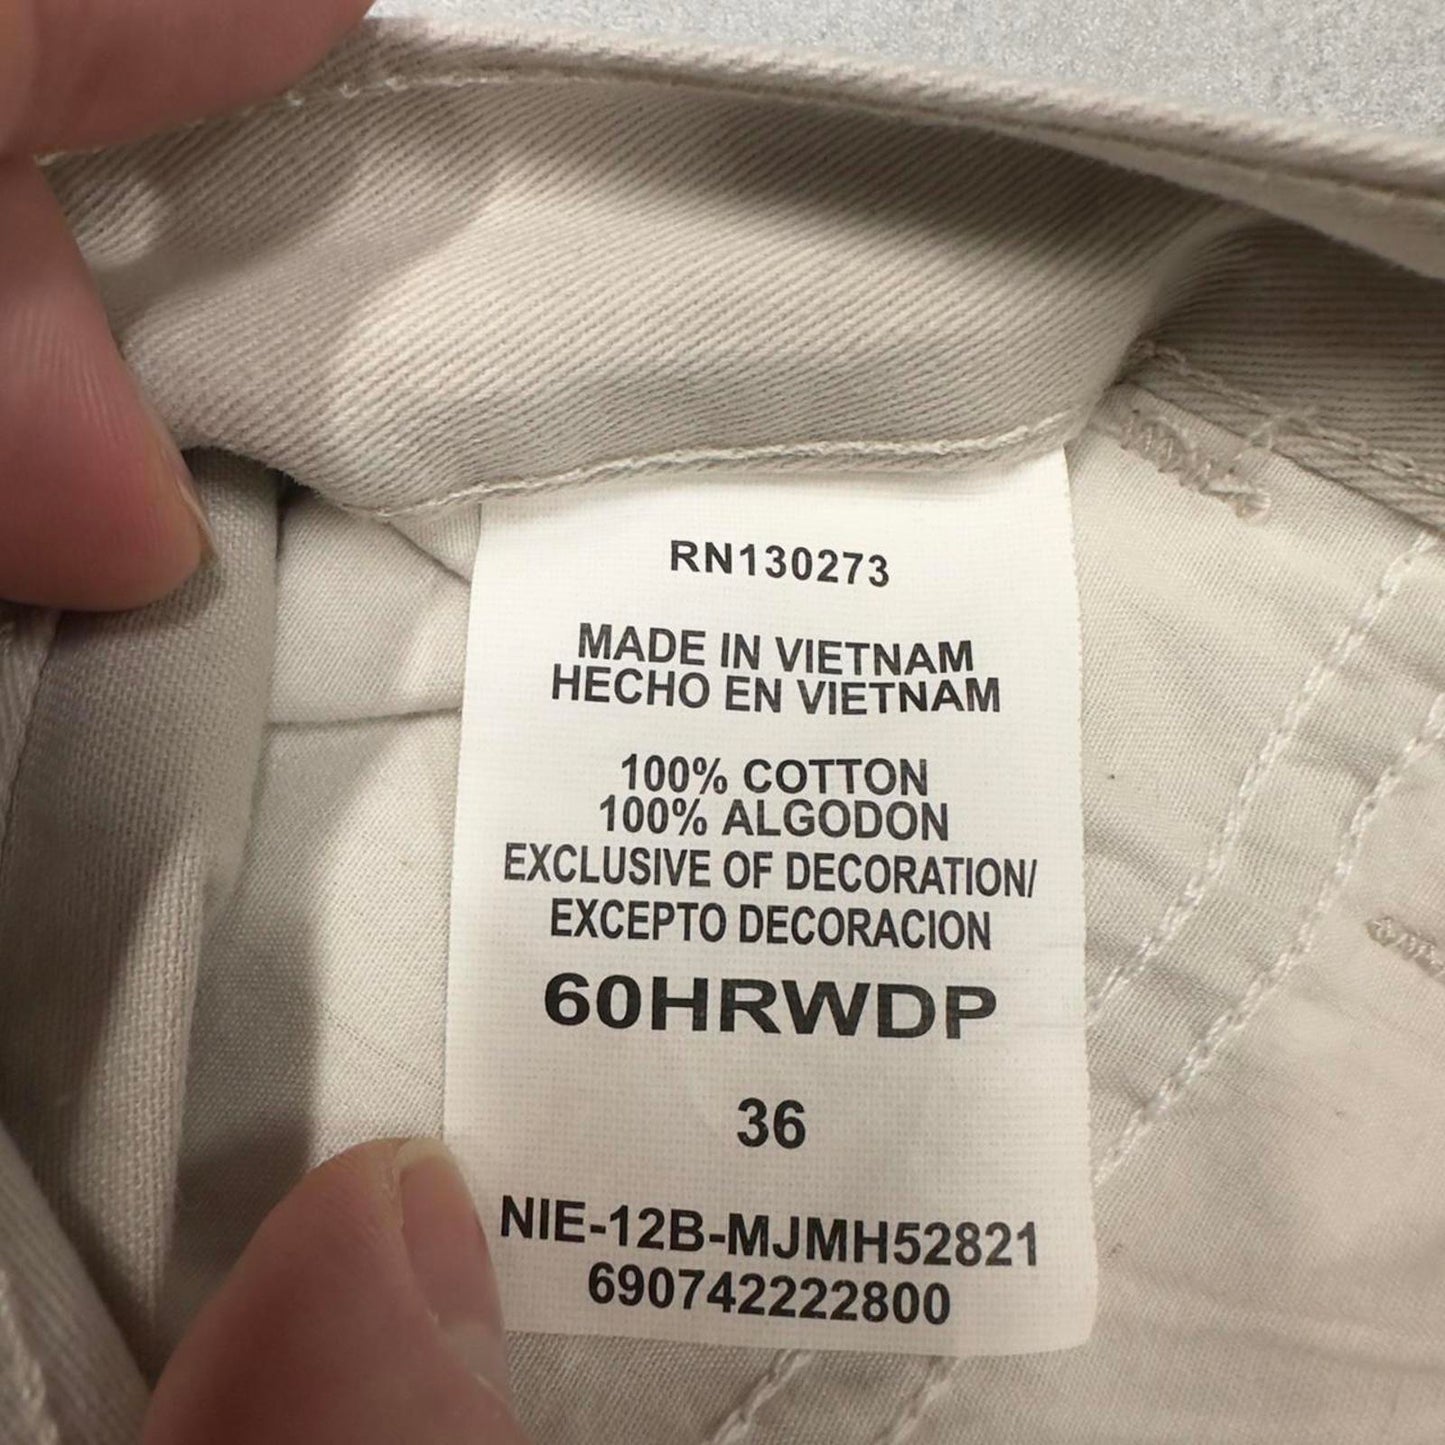 RN130273
MADE IN VIETNAM
HECHO EN VIETNAM
100% COTTON
100% ALGODON
EXCLUSIVE OF DECORATION/
EXCEPTO DECORACION
60HRWDP
36
NIE-12B-MJMH52821
690742222800